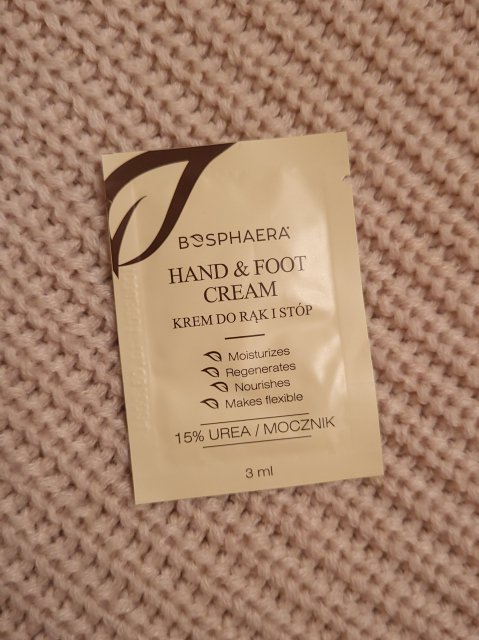 BOSPHAERA
HAND & FOOT
CREAM
KREM DO RĄK I STÓP
Moisturizes
Regenerates
Nourishes
Makes flexible
15% UREA / MOCZNIK
3 ml